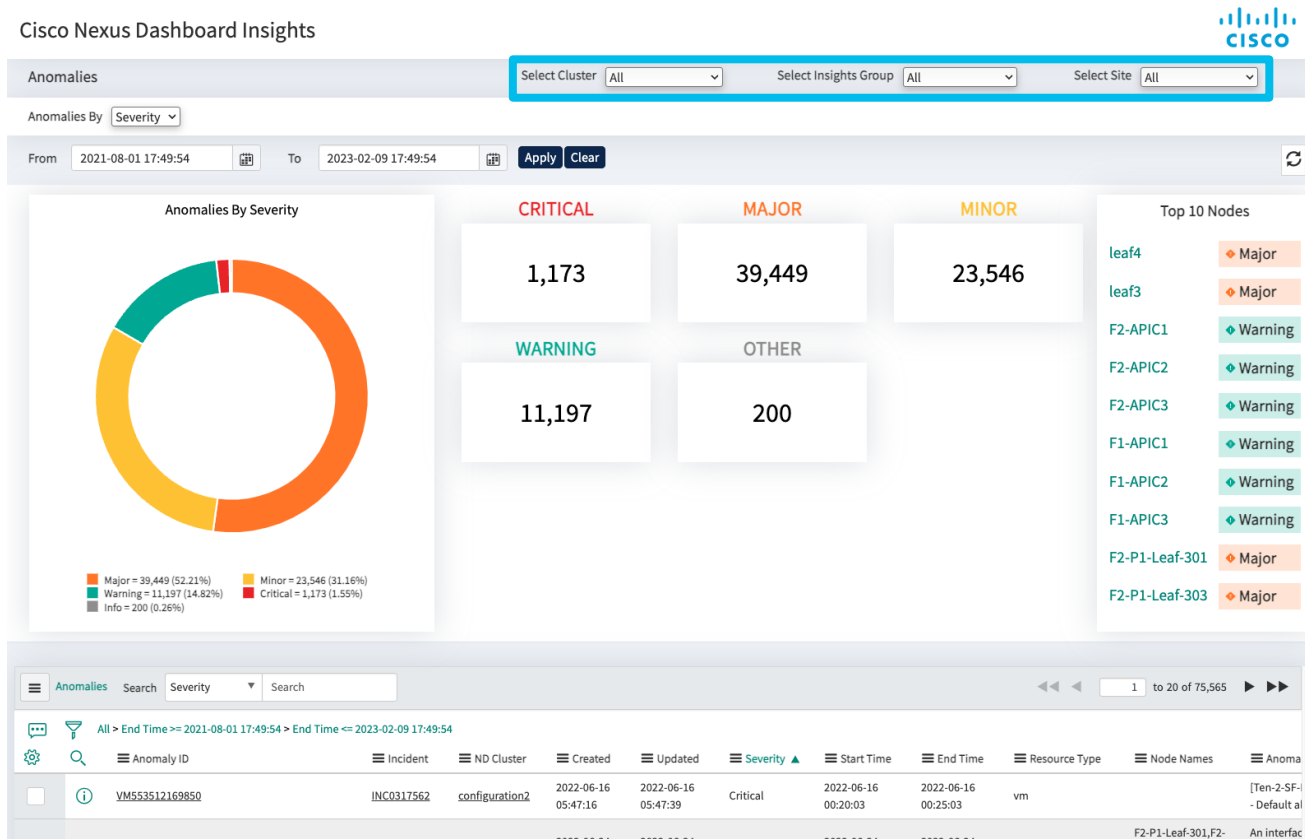 Cisco Nexus Dashboard Insights
CISCO
Anomalies
Select Cluster All
Select Insights Group All
Select Site All
Anomalies By Severity
From 2021-08-01 17:49:54 To 2023-02-09 17:49:54 Apply Clear
Anomalies By Severity
Major = 39,449 (52.21%) Minor = 23,546 (31.16%)
Warning = 11,197 (14.82%) Critical = 1,173 (1.55%)
Info = 200 (0.26%)
CRITICAL
1,173
MAJOR
39,449
MINOR
23,546
WARNING
11,197
OTHER
200
Top 10 Nodes
leaf4 Major
leaf3 Major
F2-APIC1 Warning
F2-APIC2 Warning
F2-APIC3 Warning
F1-APIC1 Warning
F1-APIC2 Warning
F1-APIC3 Warning
F2-P1-Leaf-301 Major
F2-P1-Leaf-303 Major
Anomalies Search Severity Search 1 to 20 of 75,565
All > End Time >= 2021-08-01 17:49:54 > End Time <= 2023-02-09 17:49:54
Anomaly ID Incident ND Cluster Created Updated Severity Start Time End Time Resource Type Node Names Anoma
VM553512169850 INC0317562 configuration2 2022-06-16 05:47:16 2022-06-16 05:47:39 Critical 2022-06-16 00:20:03 2022-06-16 00:25:03 vm [Ten-2-SF- - Default al
F2-P1-Leaf-301,F2- An interfac